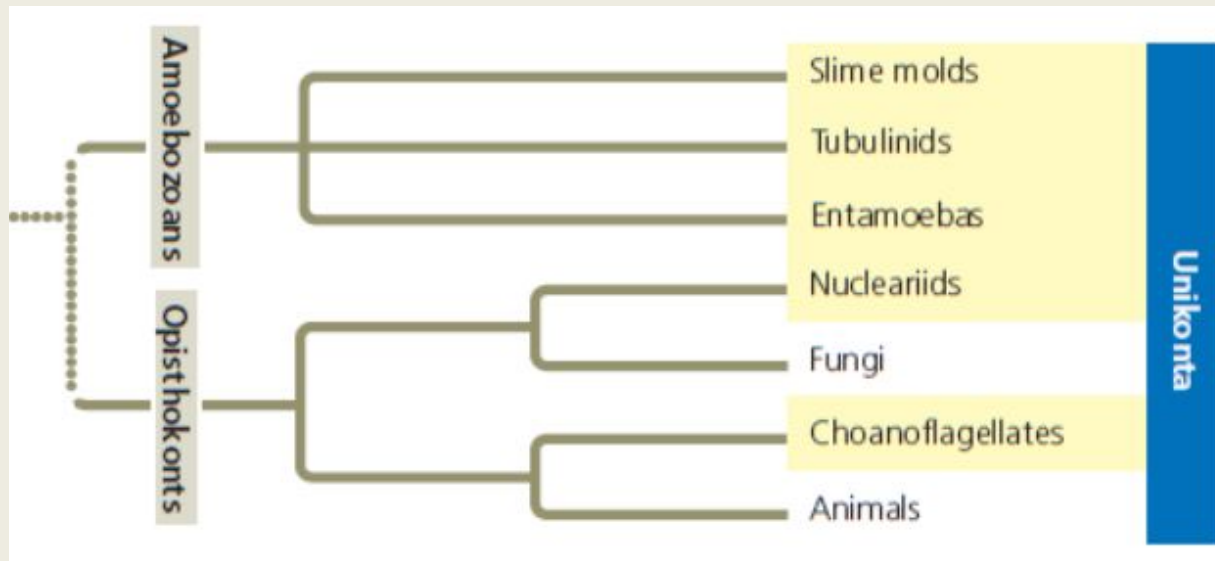 Amoebozoans
Slime molds
Tubulinids
Entamoebas
Opisthokonts
Nucleariids
Fungi
Choanoflagellates
Animals
Unikonta